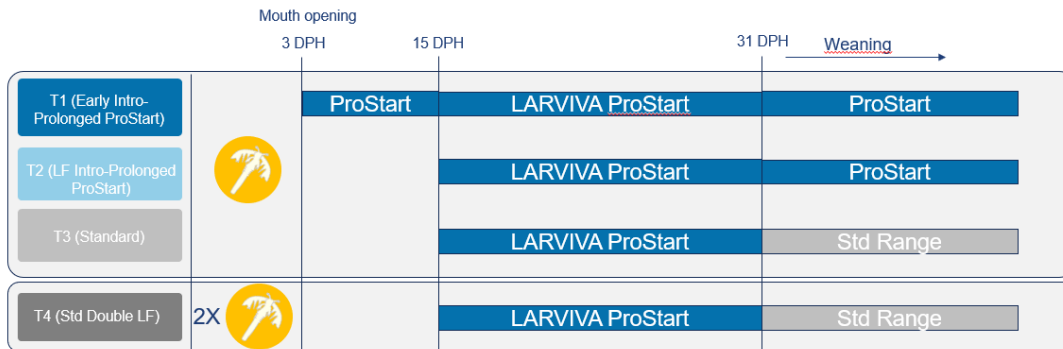 Mouth opening
3 DPH
15 DPH
31 DPH
Weaning
T1 (Early Intro-
Prolonged ProStart)
ProStart
LARVIVA ProStart
ProStart
T2 (LF Intro-Prolonged
ProStart)
LARVIVA ProStart
ProStart
T3 (Standard)
LARVIVA ProStart
Std Range
T4 (Std Double LF)
2X
LARVIVA ProStart
Std Range